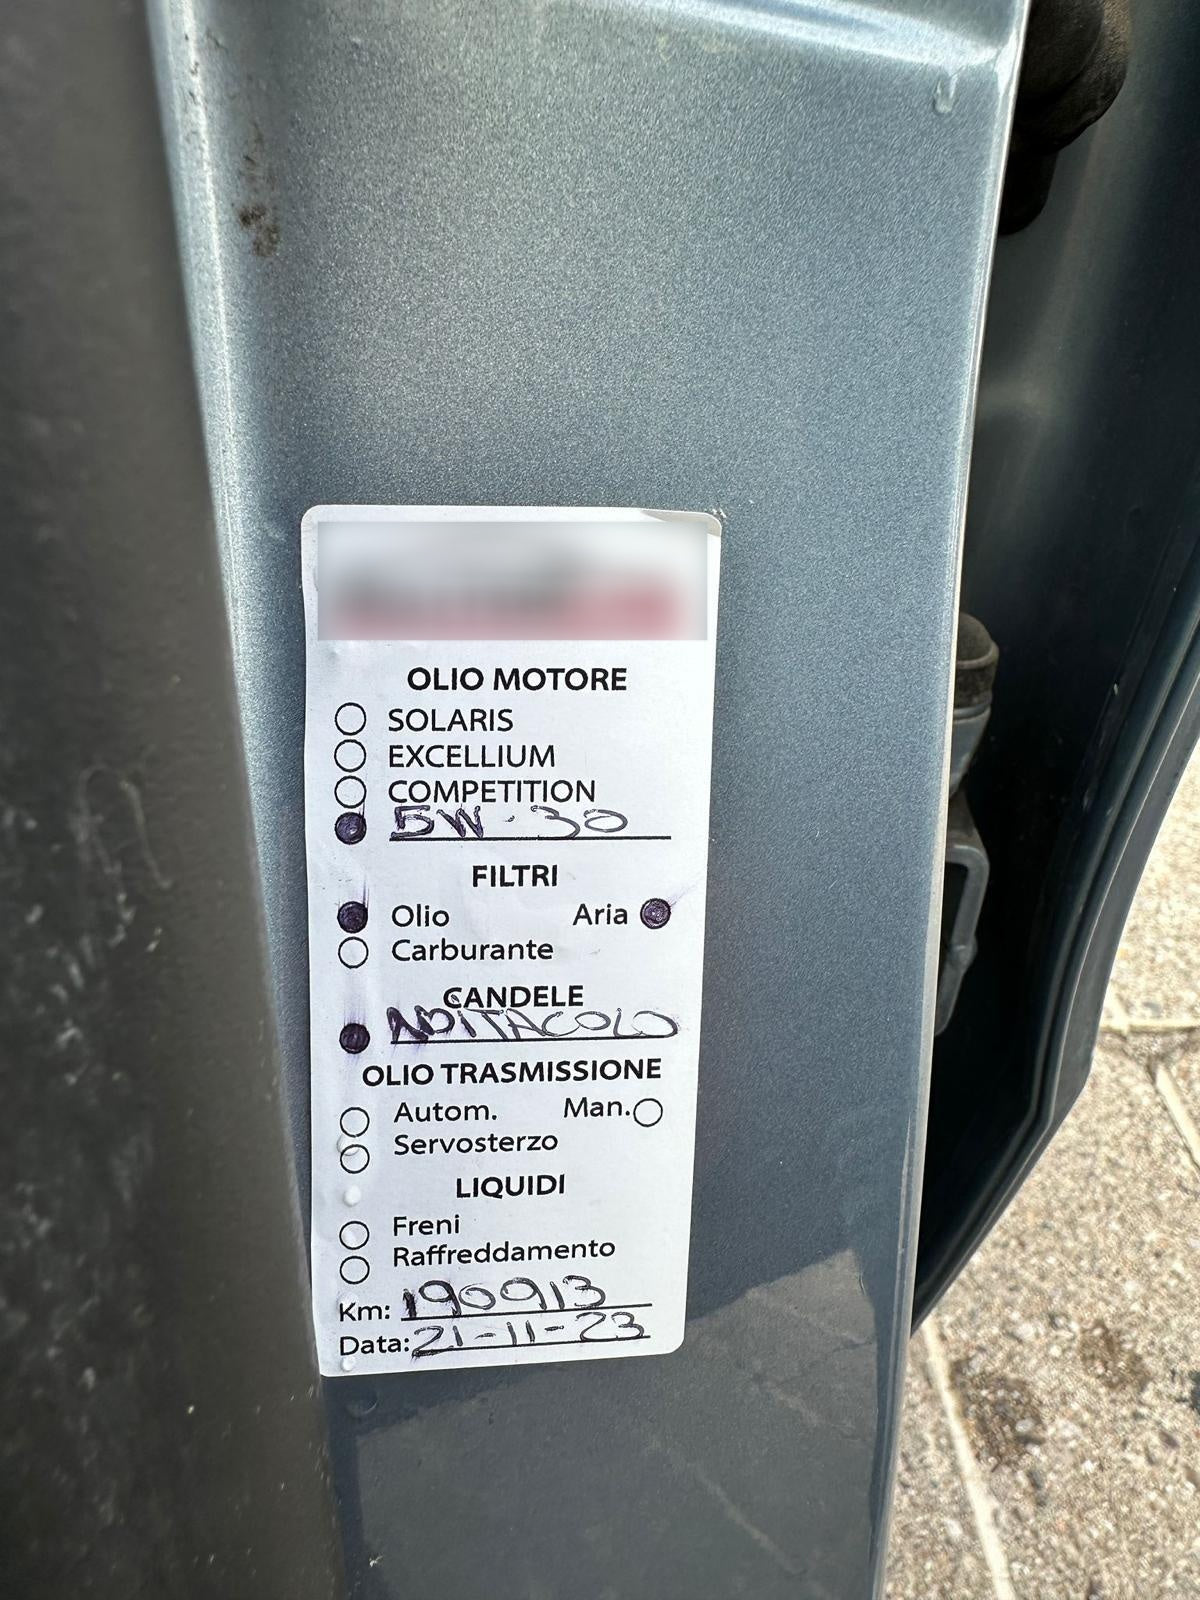 OLIO MOTORE
SOLARIS
EXCELLIUM
COMPETITION
5W-30
FILTRI
Olio Aria
Carburante
CANDELE
OLIO TRASMISSIONE
Autom. Man.
Servosterzo
LIQUIDI
Freni
Raffreddamento
Km: 190913
Data: 21-11-23